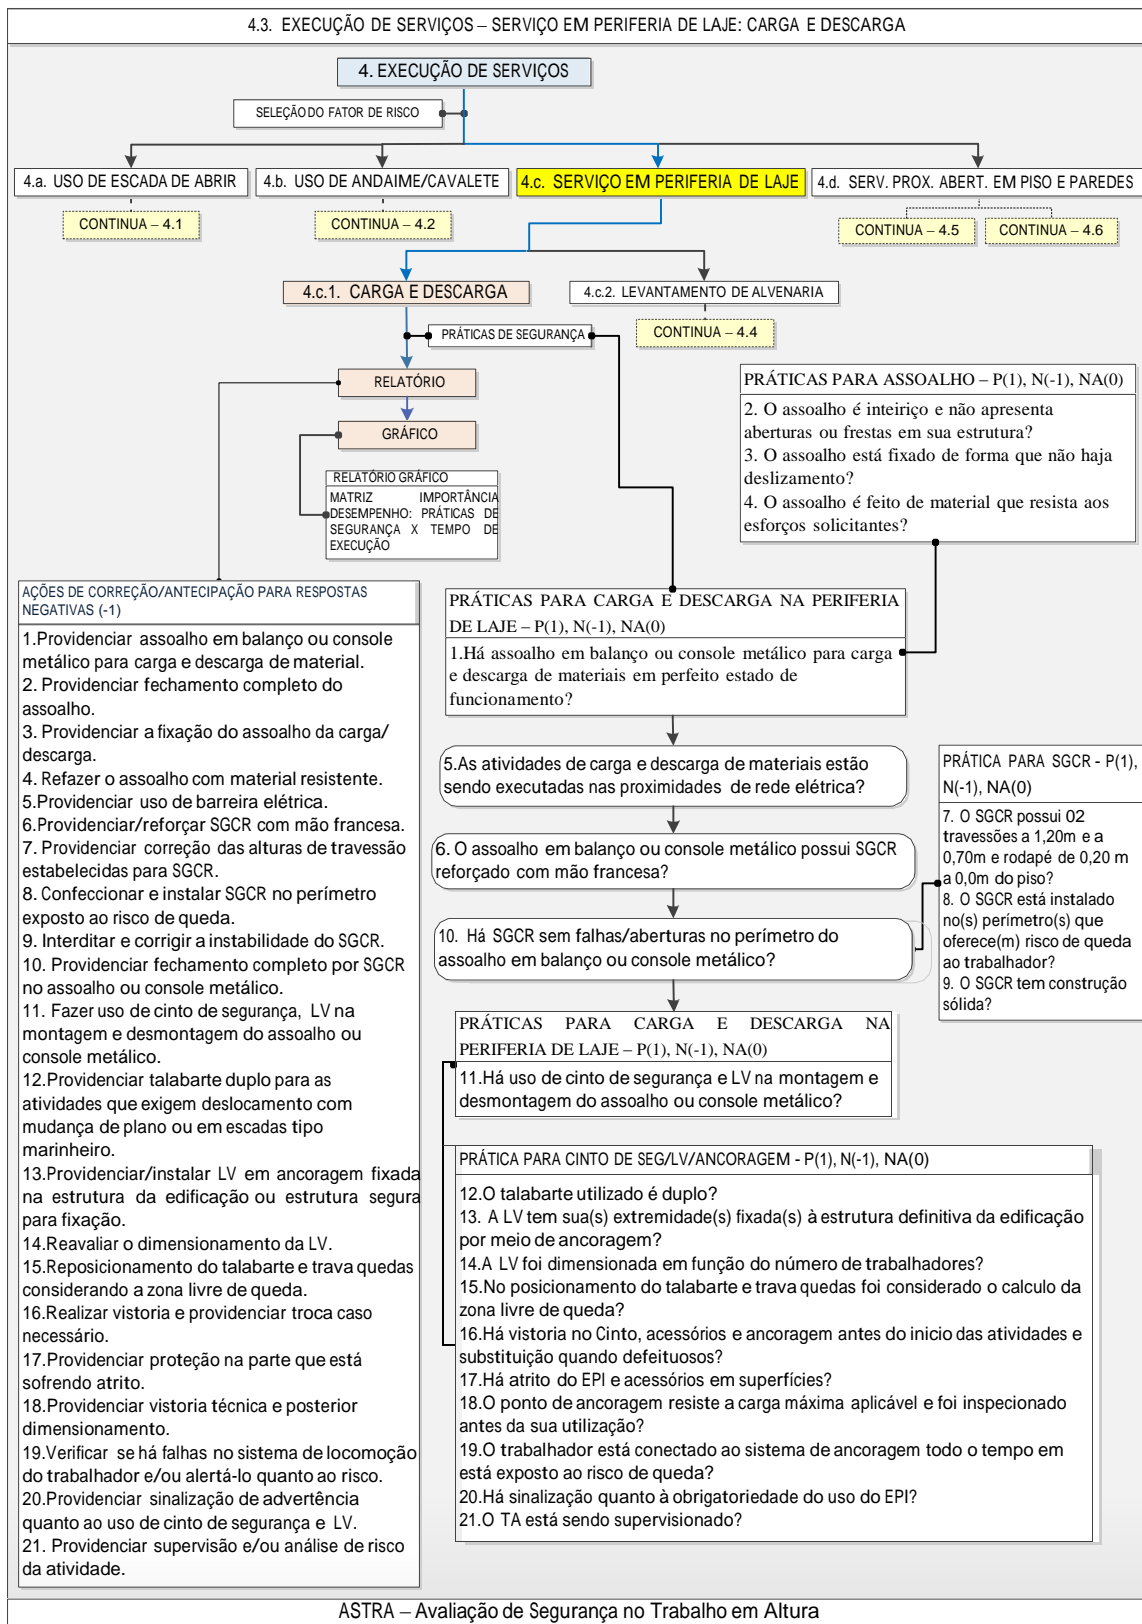 4.3. EXECUÇÃO DE SERVIÇOS – SERVIÇO EM PERIFERIA DE LAJE: CARGA E DESCARGA
4. EXECUÇÃO DE SERVIÇOS
SELEÇÃO DO FATOR DE RISCO
4.a. USO DE ESCADA DE ABRIR
4.b. USO DE ANDAIME/CAVALETE
4.c. SERVIÇO EM PERIFERIA DE LAJE
4.d. SERV. PROX. ABERT. EM PISO E PAREDES
CONTINUA – 4.1
CONTINUA – 4.2
CONTINUA – 4.5
CONTINUA – 4.6
4.c.1. CARGA E DESCARGA
4.c.2. LEVANTAMENTO DE ALVENARIA
PRÁTICAS DE SEGURANÇA
CONTINUA – 4.4
RELATÓRIO
GRÁFICO
RELATÓRIO GRÁFICO
MATRIZ IMPORTÂNCIA
DESEMPENHO: PRÁTICAS DE
SEGURANÇA X TEMPO DE
EXECUÇÃO
PRÁTICAS PARA ASSOALHO – P(1), N(-1), NA(0)
2. O assoalho é inteiriço e não apresenta
aberturas ou frestas em sua estrutura?
3. O assoalho está fixado de forma que não haja
deslizamento?
4. O assoalho é feito de material que resista aos
esforços solicitantes?
AÇÕES DE CORREÇÃO/ANTECIPAÇÃO PARA RESPOSTAS
NEGATIVAS (-1)
1.Providenciar assoalho em balanço ou console
metálico para carga e descarga de material.
2. Providenciar fechamento completo do
assoalho.
3. Providenciar a fixação do assoalho da carga/
descarga.
4. Refazer o assoalho com material resistente.
5.Providenciar uso de barreira elétrica.
6.Providenciar/reforçar SGCR com mão francesa.
7. Providenciar correção das alturas de travessão
estabelecidas para SGCR.
8. Confeccionar e instalar SGCR no perímetro
exposto ao risco de queda.
9. Interditar e corrigir a instabilidade do SGCR.
10. Providenciar fechamento completo por SGCR
no assoalho ou console metálico.
11. Fazer uso de cinto de segurança, LV na
montagem e desmontagem do assoalho ou
console metálico.
12.Providenciar talabarte duplo para as
atividades que exigem deslocamento com
mudança de plano ou em escadas tipo
marinheiro.
13.Providenciar/instalar LV em ancoragem fixada
na estrutura da edificação ou estrutura segura
para fixação.
14.Reavaliar o dimensionamento da LV.
15.Reposicionamento do talabarte e trava quedas
considerando a zona livre de queda.
16.Realizar vistoria e providenciar troca caso
necessário.
17.Providenciar proteção na parte que está
sofrendo atrito.
18.Providenciar vistoria técnica e posterior
dimensionamento.
19.Verificar se há falhas no sistema de locomoção
do trabalhador e/ou alertá-lo quanto ao risco.
20.Providenciar sinalização de advertência
quanto ao uso de cinto de segurança e LV.
21. Providenciar supervisão e/ou análise de risco
da atividade.
PRÁTICAS PARA CARGA E DESCARGA NA PERIFERIA
DE LAJE – P(1), N(-1), NA(0)
1.Há assoalho em balanço ou console metálico para carga
e descarga de materiais em perfeito estado de
funcionamento?
5.As atividades de carga e descarga de materiais estão
sendo executadas nas proximidades de rede elétrica?
6. O assoalho em balanço ou console metálico possui SGCR
reforçado com mão francesa?
10. Há SGCR sem falhas/aberturas no perímetro do
assoalho em balanço ou console metálico?
PRÁTICA PARA SGCR - P(1),
N(-1), NA(0)
7. O SGCR possui 02
travessões a 1,20m e a
0,70m e rodapé de 0,20 m
a 0,0m do piso?
8. O SGCR está instalado
no(s) perímetro(s) que
oferece(m) risco de queda
ao trabalhador?
9. O SGCR tem construção
sólida?
PRÁTICAS PARA CARGA E DESCARGA NA
PERIFERIA DE LAJE – P(1), N(-1), NA(0)
11.Há uso de cinto de segurança e LV na montagem e
desmontagem do assoalho ou console metálico?
PRÁTICA PARA CINTO DE SEG/LV/ANCORAGEM - P(1), N(-1), NA(0)
12.O talabarte utilizado é duplo?
13. A LV tem sua(s) extremidade(s) fixada(s) à estrutura definitiva da edificação
por meio de ancoragem?
14.A LV foi dimensionada em função do número de trabalhadores?
15.No posicionamento do talabarte e trava quedas foi considerado o calculo da
zona livre de queda?
16.Há vistoria no Cinto, acessórios e ancoragem antes do inicio das atividades e
substituição quando defeituosos?
17.Há atrito do EPI e acessórios em superfícies?
18.O ponto de ancoragem resiste a carga máxima aplicável e foi inspecionado
antes da sua utilização?
19.O trabalhador está conectado ao sistema de ancoragem todo o tempo em
está exposto ao risco de queda?
20.Há sinalização quanto à obrigatoriedade do uso do EPI?
21.O TA está sendo supervisionado?
ASTRA – Avaliação de Segurança no Trabalho em Altura